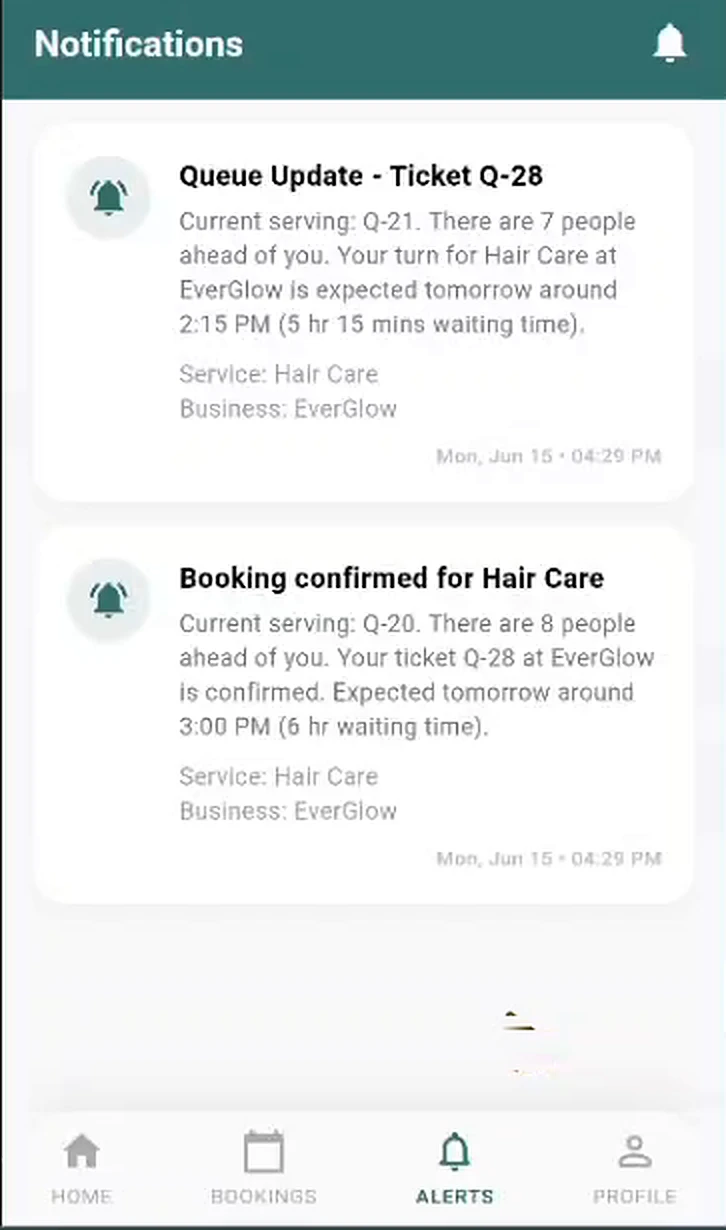 Notifications
Queue Update - Ticket Q-28
Current serving: Q-21. There are 7 people
ahead of you. Your turn for Hair Care at
EverGlow is expected tomorrow around
2:15 PM (5 hr 15 mins waiting time).
Service: Hair Care
Business: EverGlow
Mon, Jun 15 • 04:29 PM
Booking confirmed for Hair Care
Current serving: Q-20. There are 8 people
ahead of you. Your ticket Q-28 at EverGlow
is confirmed. Expected tomorrow around
3:00 PM (6 hr waiting time).
Service: Hair Care
Business: EverGlow
Mon, Jun 15 • 04:29 PM
HOME BOOKINGS ALERTS PROFILE